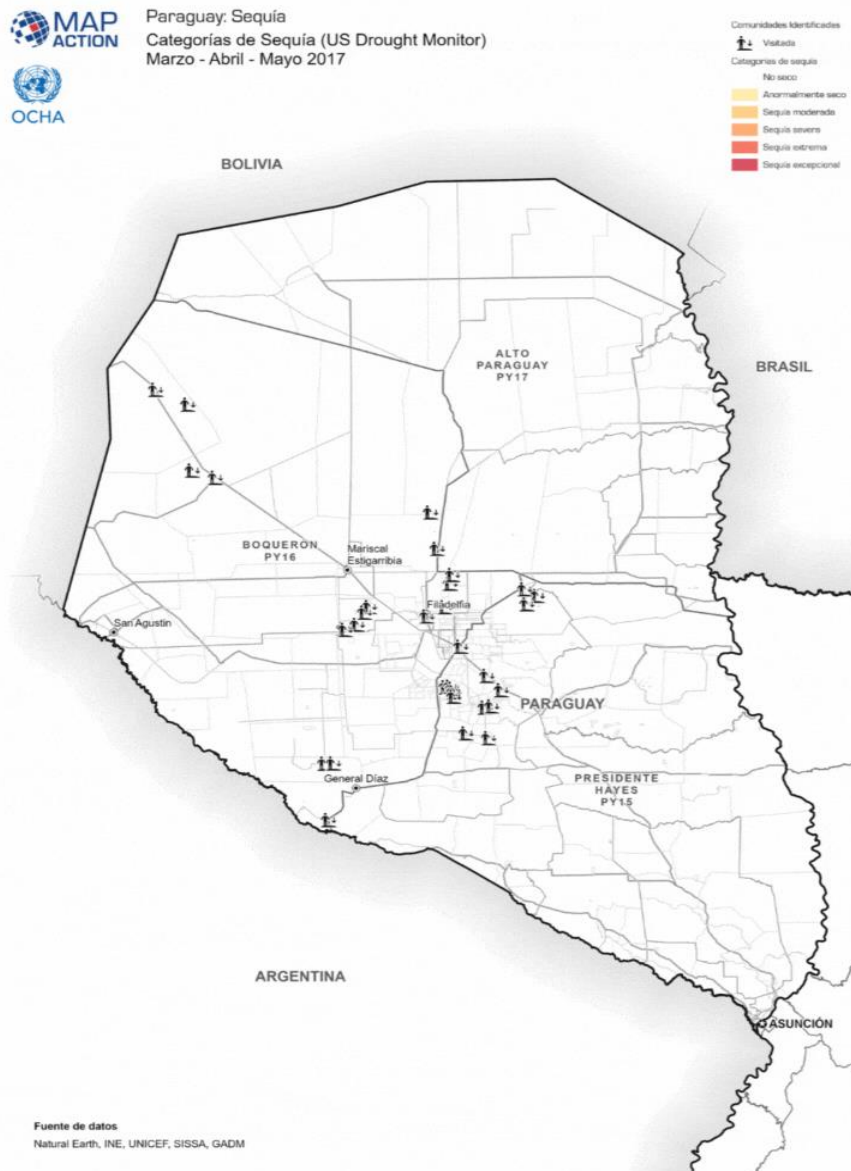 MAP
ACTION
OCHA
Paraguay: Sequía
Categorías de Sequía (US Drought Monitor)
Marzo - Abril - Mayo 2017
Comunidades Identificadas
Visitada
Categorías de sequía
No seco
Anormalmente seco
Sequía moderada
Sequía severa
Sequía extrema
Sequía excepcional
BOLIVIA
BRASIL
ALTO
PARAGUAY
PY17
BOQUERON
PY16
Mariscal
Estigarribia
Filadelfia
San Agustin
PARAGUAY
General Díaz
PRESIDENTE
HAYES
PY15
ARGENTINA
ASUNCIÓN
Fuente de datos
Natural Earth, INE, UNICEF, SISSA, GADM